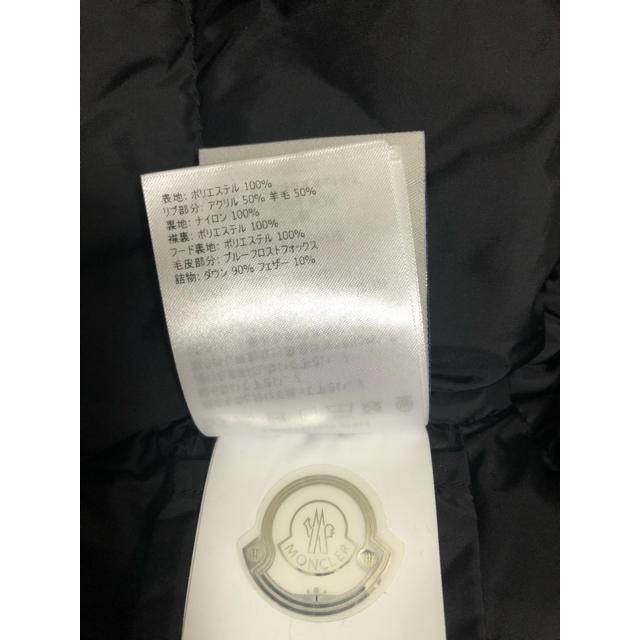 表地: ポリエステル 100%
リブ部分: アクリル 50% 羊毛 50%
裏地: ナイロン 100%
襟裏: ポリエステル 100%
フード裏地: ポリエステル 100%
毛皮部分: ブルーフロストフォックス
詰物: ダウン 90% フェザー 10%
MONCLER